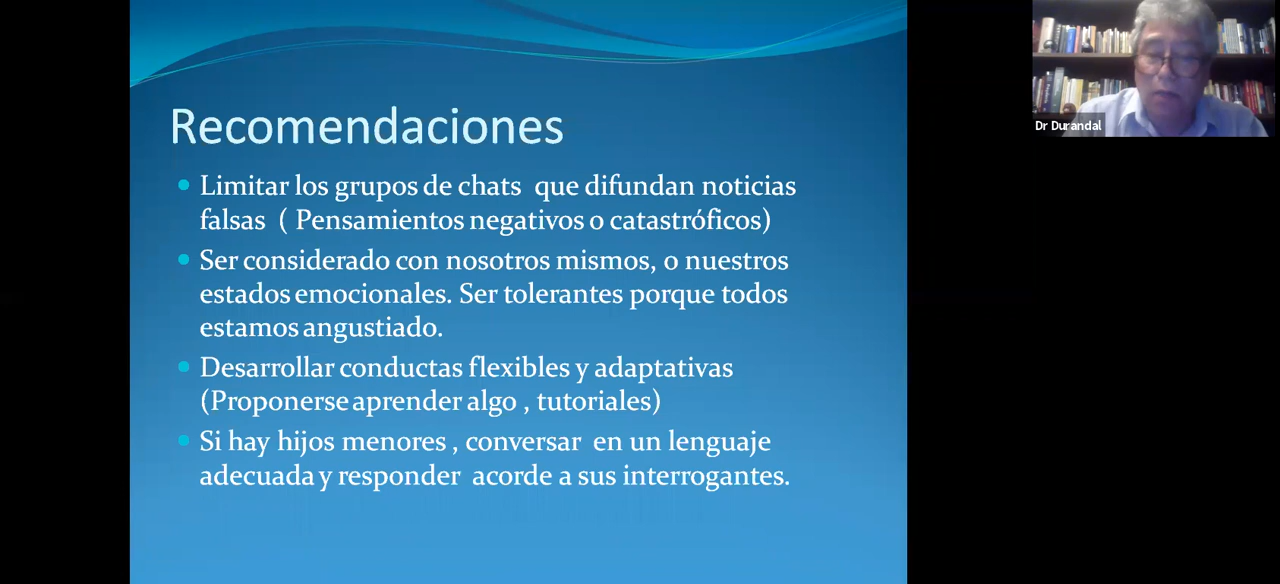 Recomendaciones
Limitar los grupos de chats que difundan noticias
falsas ( Pensamientos negativos o catastróficos)
Ser considerado con nosotros mismos, o nuestros
estados emocionales. Ser tolerantes porque todos
estamos angustiado.
Desarrollar conductas flexibles y adaptativas
(Proponerse aprender algo , tutoriales)
Si hay hijos menores , conversar en un lenguaje
adecuada y responder acorde a sus interrogantes.
Dr Durandal